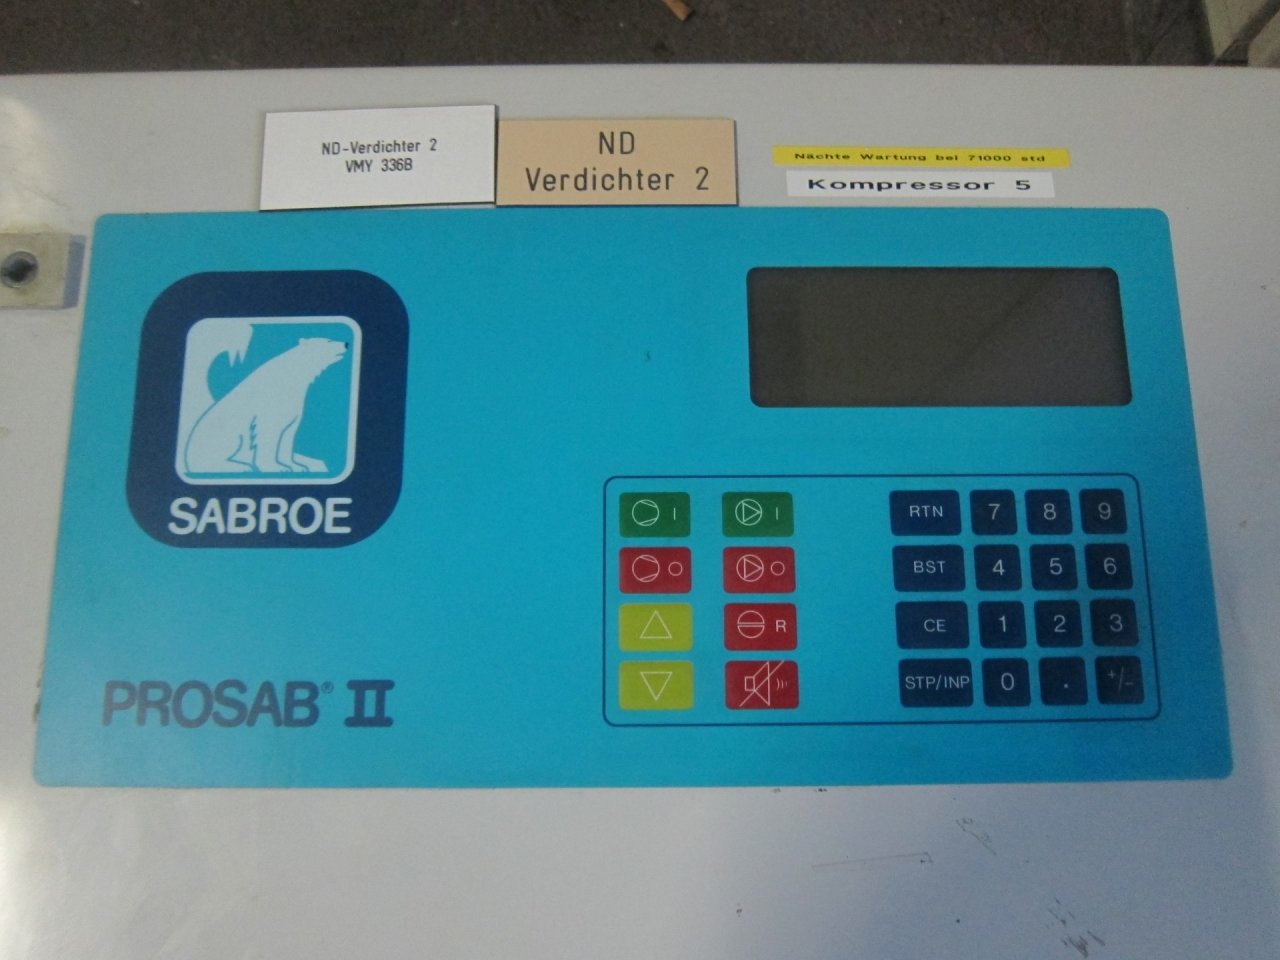 ND-Verdichter 2
VMY 336B
ND
Verdichter 2
Nächte Wartung bei 71000 std
Kompressor 5
SABROE
PROSAB® II
I
I
O
O
R
RTN 7 8 9
BST 4 5 6
CE 1 2 3
STP/INP 0 . +/-